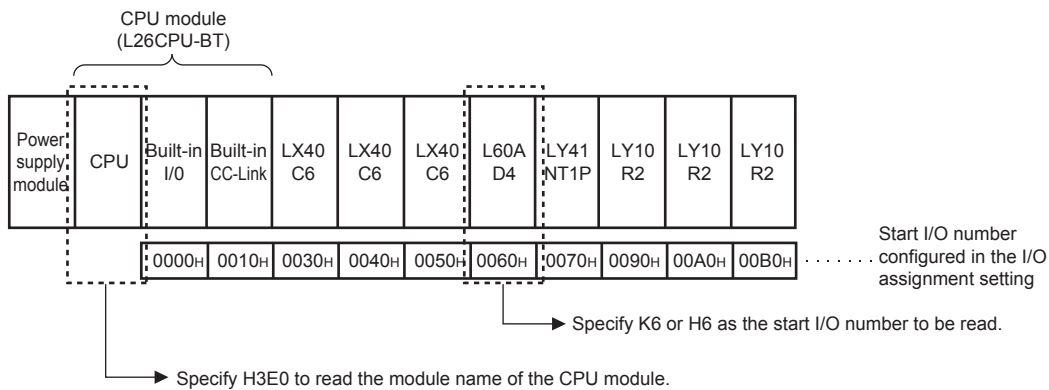 CPU module
(L26CPU-BT)
Power
supply
module
CPU
Built-in
I/0
Built-in
CC-Link
LX40
C6
LX40
C6
LX40
C6
L60A
D4
LY41
NT1P
LY10
R2
LY10
R2
LY10
R2
0000H 0010H 0030H 0040H 0050H 0060H 0070H 0090H 00A0H 00B0H
Start I/O number
configured in the I/O
assignment setting
Specify K6 or H6 as the start I/O number to be read.
Specify H3E0 to read the module name of the CPU module.